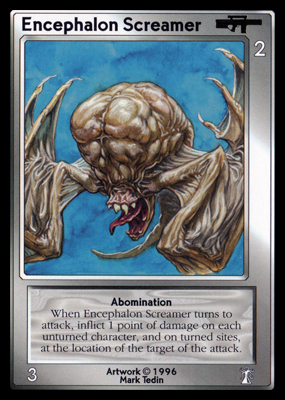 Encephalon Screamer
2
Abomination
When Encephalon Screamer turns to
attack, inflict 1 point of damage on each
unturned character, and on turned sites,
at the location of the target of the attack.
3
Artwork © 1996
Mark Tedin